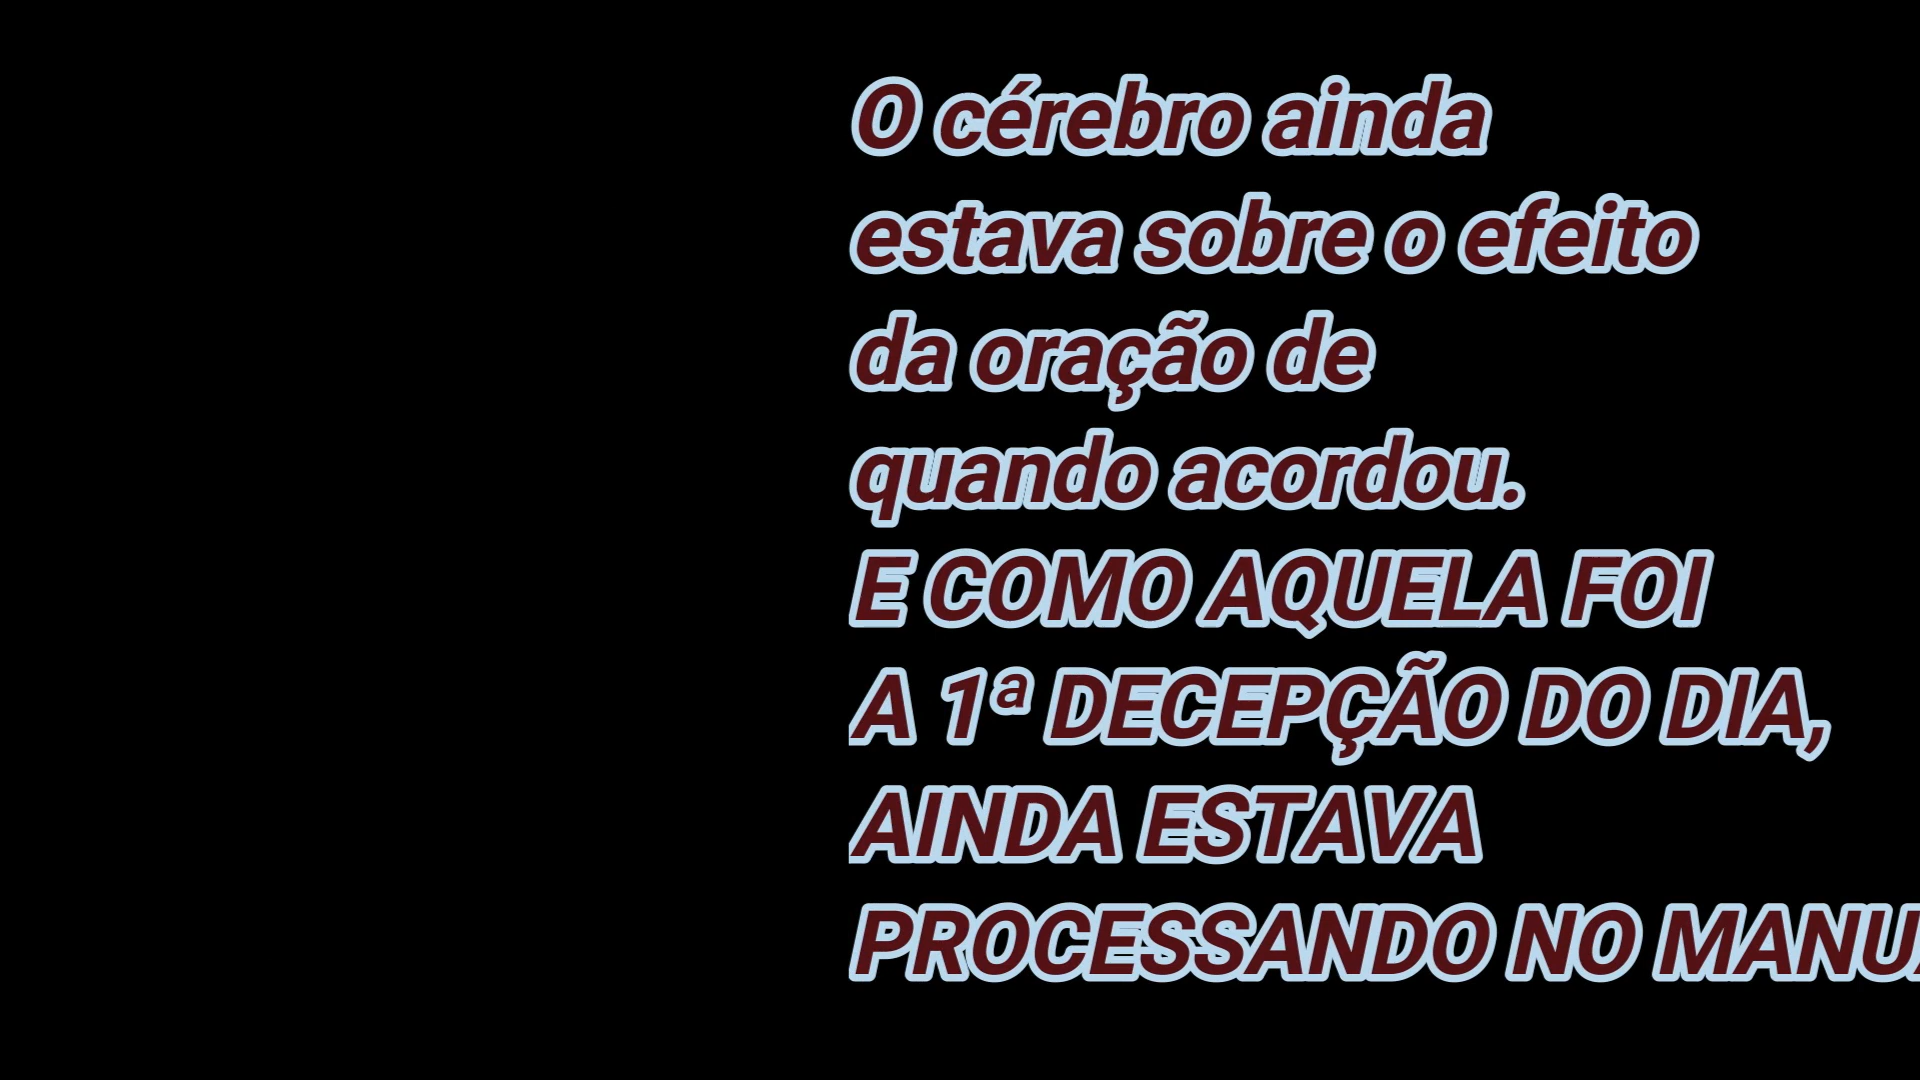 O cérebro ainda
estava sobre o efeito
da oração de
quando acordou.
E COMO AQUELA FOI
A 1ª DECEPÇÃO DO DIA,
AINDA ESTAVA
PROCESSANDO NO